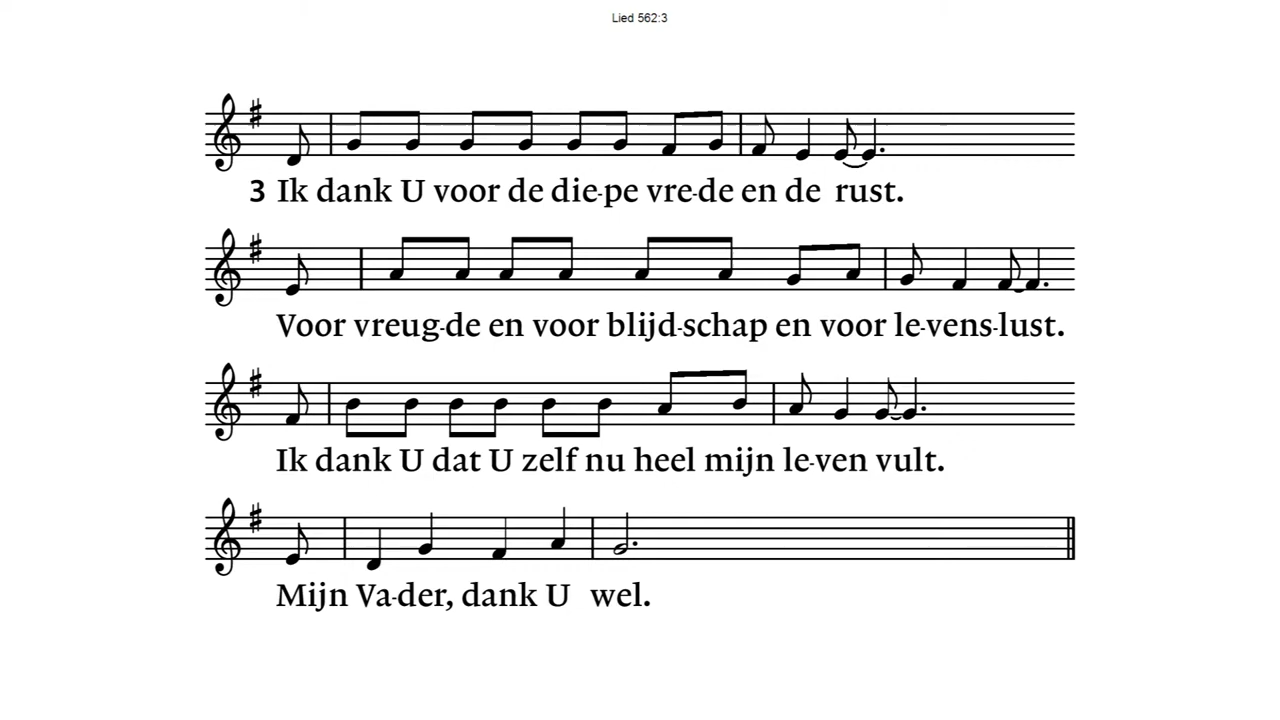 Lied 562:3
3 Ik dank U voor de die-pe vre-de en de rust.
Voor vreug-de en voor blijd-schap en voor le-vens-lust.
Ik dank U dat U zelf nu heel mijn le-ven vult.
Mijn Va-der, dank U wel.